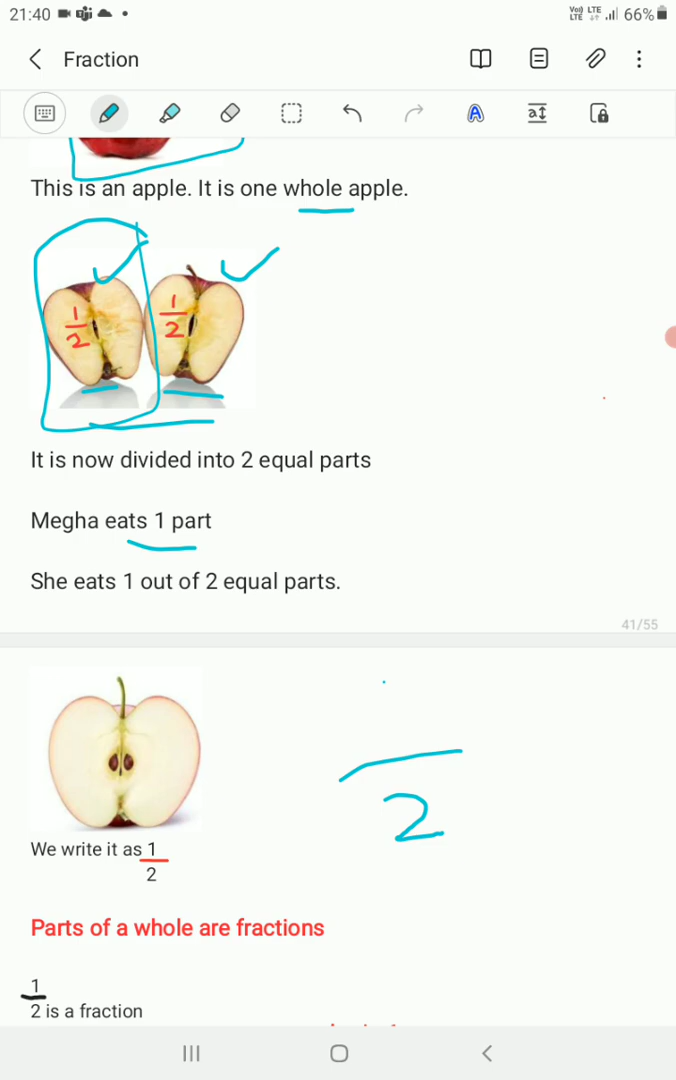 21:40
VoLTE LTE 66%
Fraction
This is an apple. It is one whole apple.
1
2
1
2
It is now divided into 2 equal parts
Megha eats 1 part
She eats 1 out of 2 equal parts.
41/55
2
We write it as 1
2
Parts of a whole are fractions
1
2 is a fraction